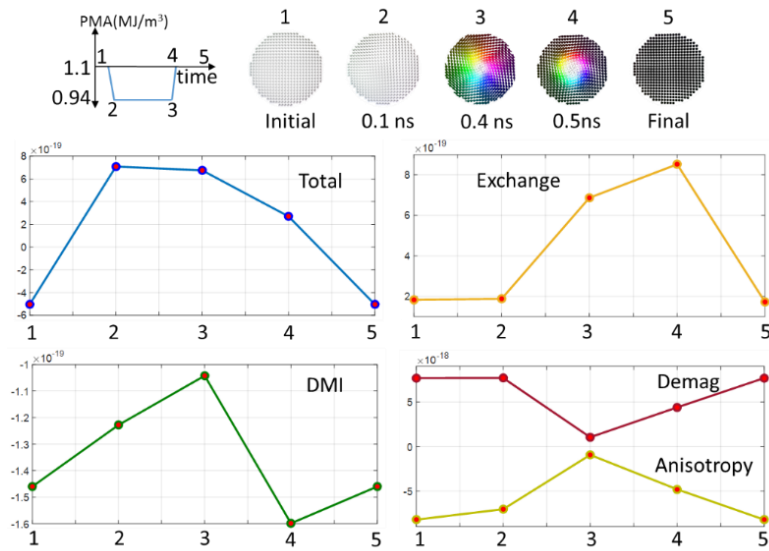 PMA(MJ/m³)
1 4 5
time
1.1
0.94
2 3
1 2 3 4 5
Initial 0.1 ns 0.4 ns 0.5ns Final
×10⁻¹⁹
Total
8
6
4
2
0
-2
-4
-6
1 2 3 4 5
×10⁻¹⁹
Exchange
8
6
4
2
1 2 3 4 5
×10⁻¹⁹
DMI
-1
-1.1
-1.2
-1.3
-1.4
-1.5
-1.6
1 2 3 4 5
×10⁻¹⁸
Demag
5
0
Anisotropy
-5
1 2 3 4 5